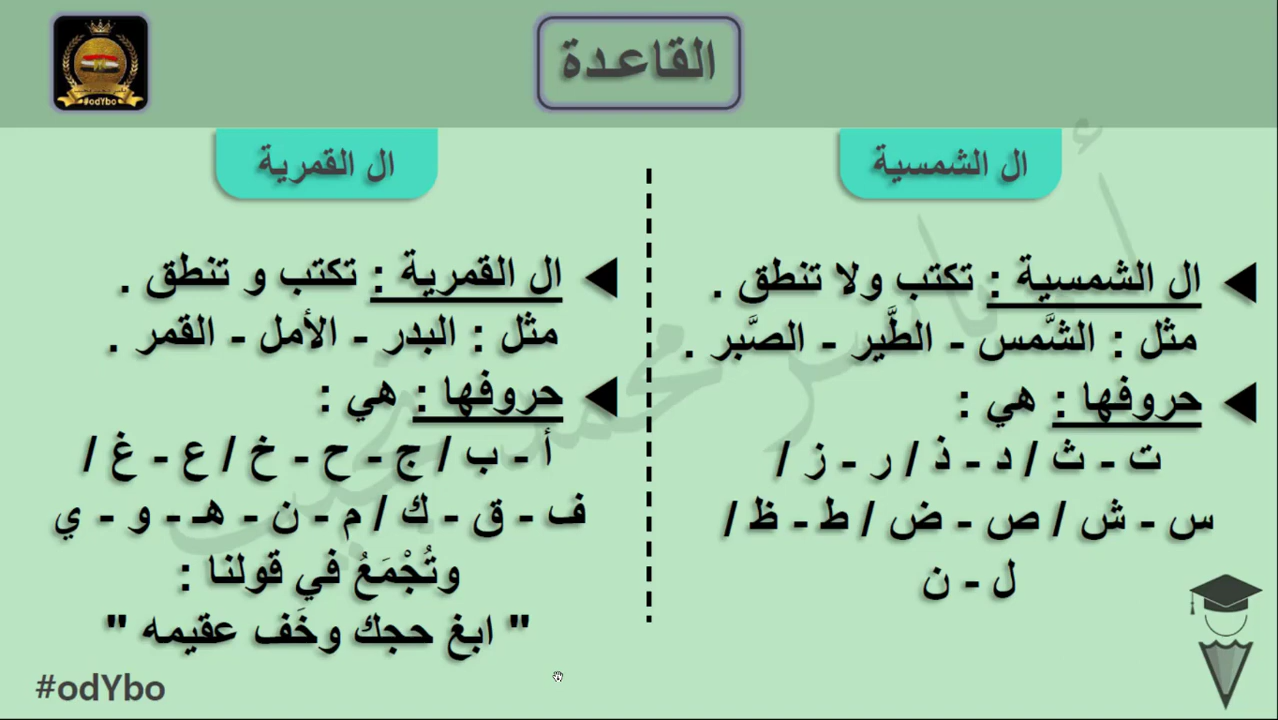 القاعدة
ال الشمسية
ال الشمسية : تكتب ولا تنطق .
مثل : الشَّمس - الطَّير - الصَّبر .
حروفها : هي :
ت - ث / د - ذ / ر - ز /
س - ش / ص - ض / ط - ظ /
ل - ن
ال القمرية
ال القمرية : تكتب و تنطق .
مثل : البدر - الأمل - القمر .
حروفها : هي :
أ - ب / ج - ح - خ / ع - غ /
ف - ق - ك / م - ن - هـ - و - ي
وتُجْمَعُ في قولنا :
" ابغ حجك وخَف عقيمه "
#odYbo
#odYbo